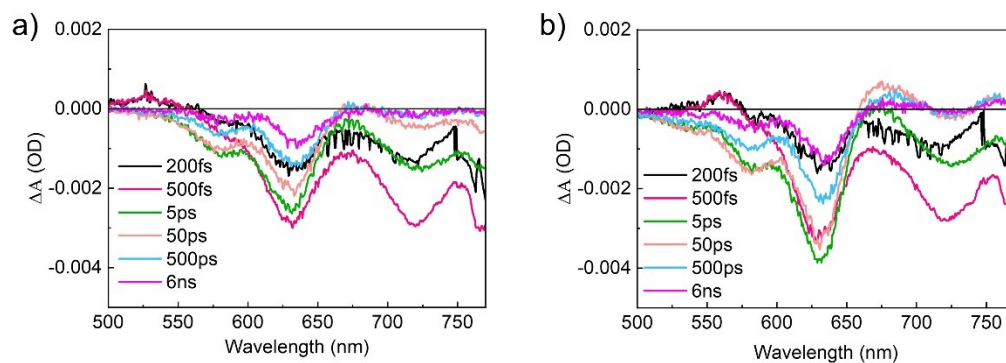 a)
0.002
0.000
-0.002
-0.004
ΔA (OD)
200fs
500fs
5ps
50ps
500ps
6ns
500 550 600 650 700 750
Wavelength (nm)
b)
0.002
0.000
-0.002
-0.004
ΔA (OD)
200fs
500fs
5ps
50ps
500ps
6ns
500 550 600 650 700 750
Wavelength (nm)